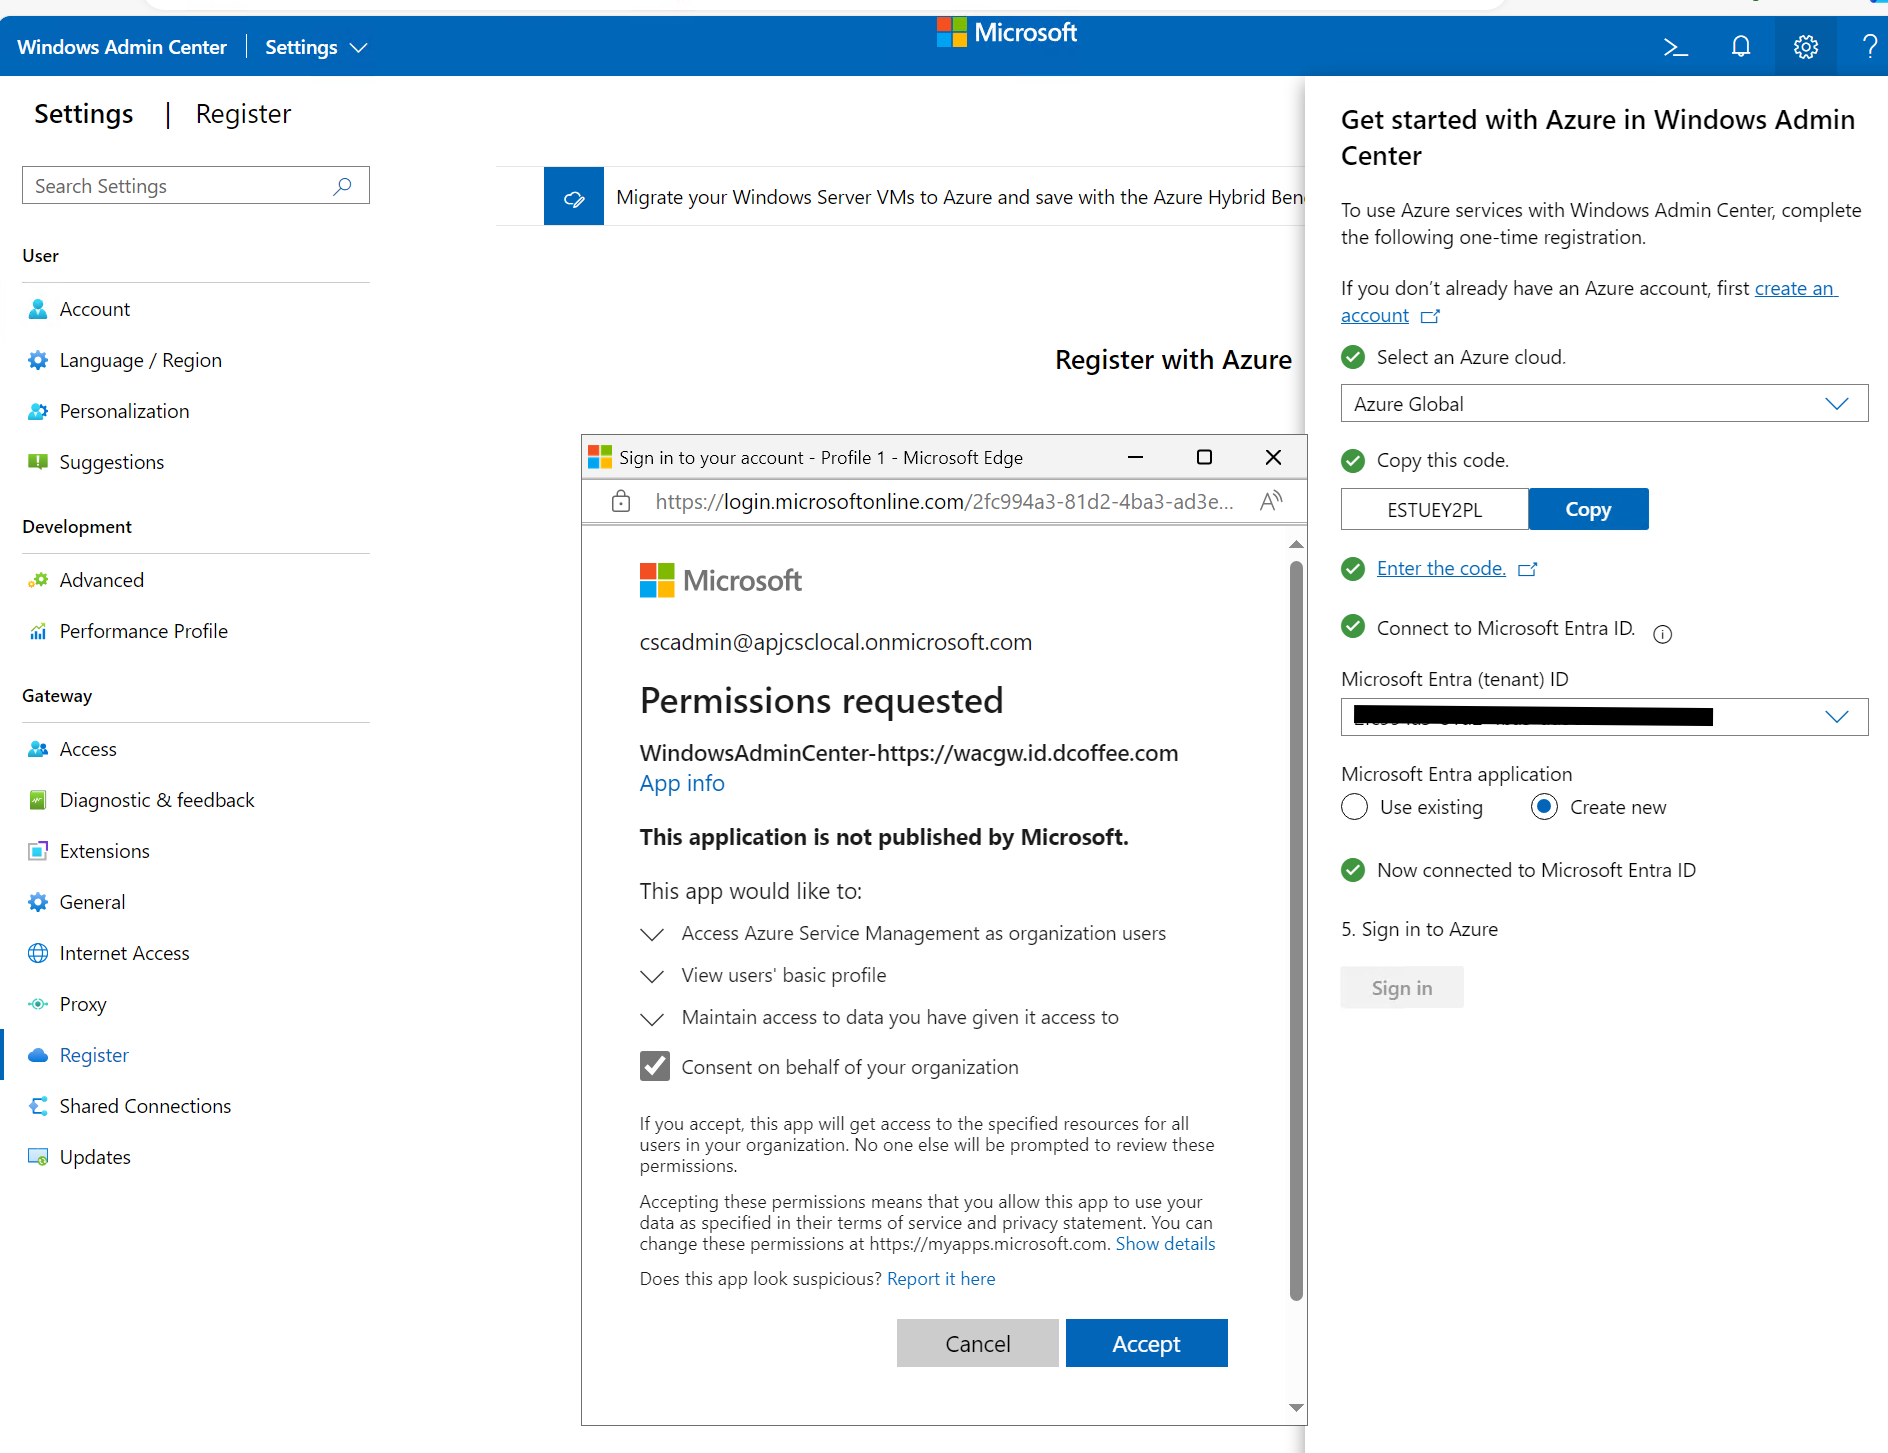 Windows Admin Center
Settings
Microsoft
Settings | Register
Search Settings
User
Account
Language / Region
Personalization
Suggestions
Development
Advanced
Performance Profile
Gateway
Access
Diagnostic & feedback
Extensions
General
Internet Access
Proxy
Register
Shared Connections
Updates
Migrate your Windows Server VMs to Azure and save with the Azure Hybrid
Register with Azure
Sign in to your account - Profile 1 - Microsoft Edge
https://login.microsoftonline.com/2fc994a3-81d2-4ba3-ad3e...
Microsoft
cscadmin@apjcsclocal.onmicrosoft.com
Permissions requested
WindowsAdminCenter-https://wacgw.id.dcoffee.com
App info
This application is not published by Microsoft.
This app would like to:
Access Azure Service Management as organization users
View users' basic profile
Maintain access to data you have given it access to
Consent on behalf of your organization
If you accept, this app will get access to the specified resources for all
users in your organization. No one else will be prompted to review these
permissions.
Accepting these permissions means that you allow this app to use your
data as specified in their terms of service and privacy statement. You can
change these permissions at https://myapps.microsoft.com. Show details
Does this app look suspicious? Report it here
Cancel
Accept
Get started with Azure in Windows Admin
Center
To use Azure services with Windows Admin Center, complete
the following one-time registration.
If you don't already have an Azure account, first create an
account
Select an Azure cloud.
Azure Global
Copy this code.
ESTUEY2PL
Copy
Enter the code.
Connect to Microsoft Entra ID.
Microsoft Entra (tenant) ID
Microsoft Entra application
Use existing
Create new
Now connected to Microsoft Entra ID
5. Sign in to Azure
Sign in